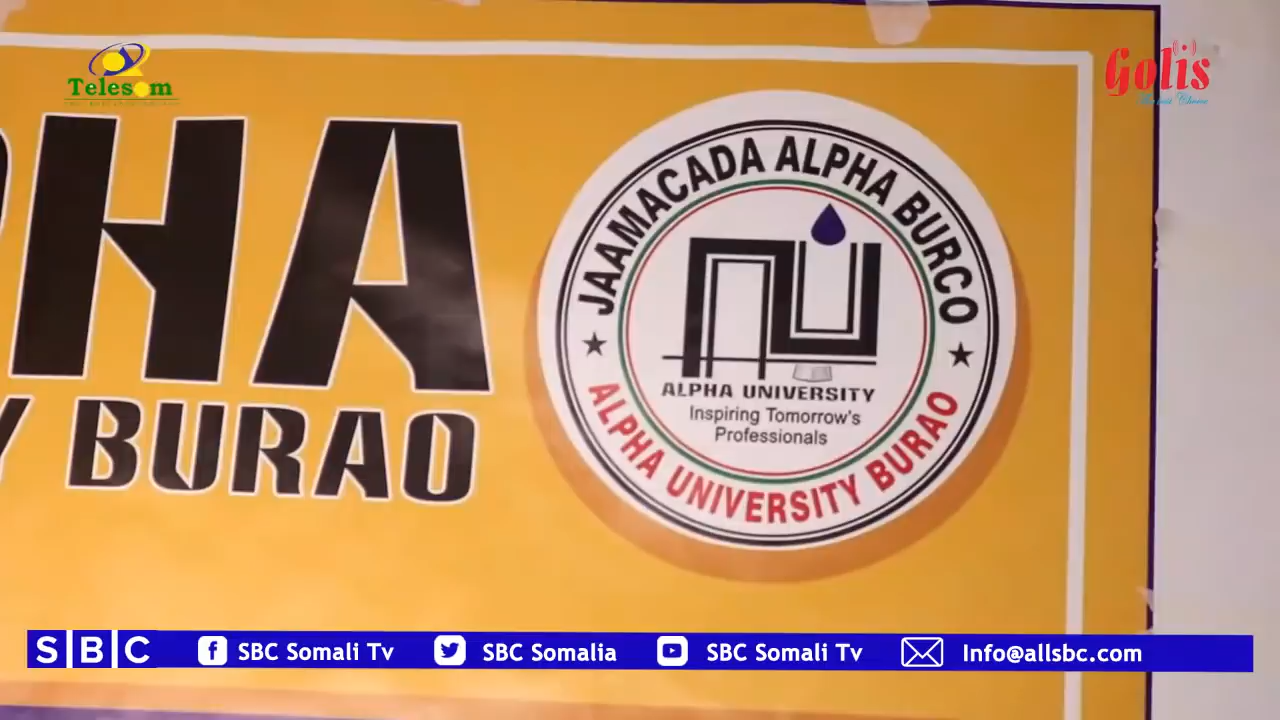 Telesom
Golis
HA
JAAMACADA ALPHA BURCO
ALPHA UNIVERSITY
Inspiring Tomorrow's
Professionals
ALPHA UNIVERSITY BURAO
Y BURAO
SBC
SBC Somali Tv
SBC Somalia
SBC Somali Tv
Info@allsbc.com